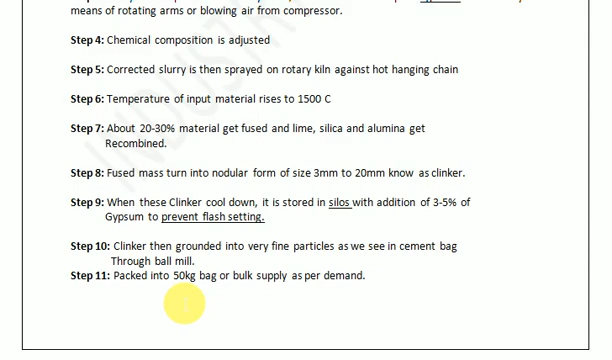 means of rotating arms or blowing air from compressor.
Step 4: Chemical composition is adjusted
Step 5: Corrected slurry is then sprayed on rotary kiln against hot hanging chain
Step 6: Temperature of input material rises to 1500 C
Step 7: About 20-30% material get fused and lime, silica and alumina get
Recombined.
Step 8: Fused mass turn into nodular form of size 3mm to 20mm know as clinker.
Step 9: When these Clinker cool down, it is stored in silos with addition of 3-5% of
Gypsum to prevent flash setting.
Step 10: Clinker then grounded into very fine particles as we see in cement bag
Through ball mill.
Step 11: Packed into 50kg bag or bulk supply as per demand.